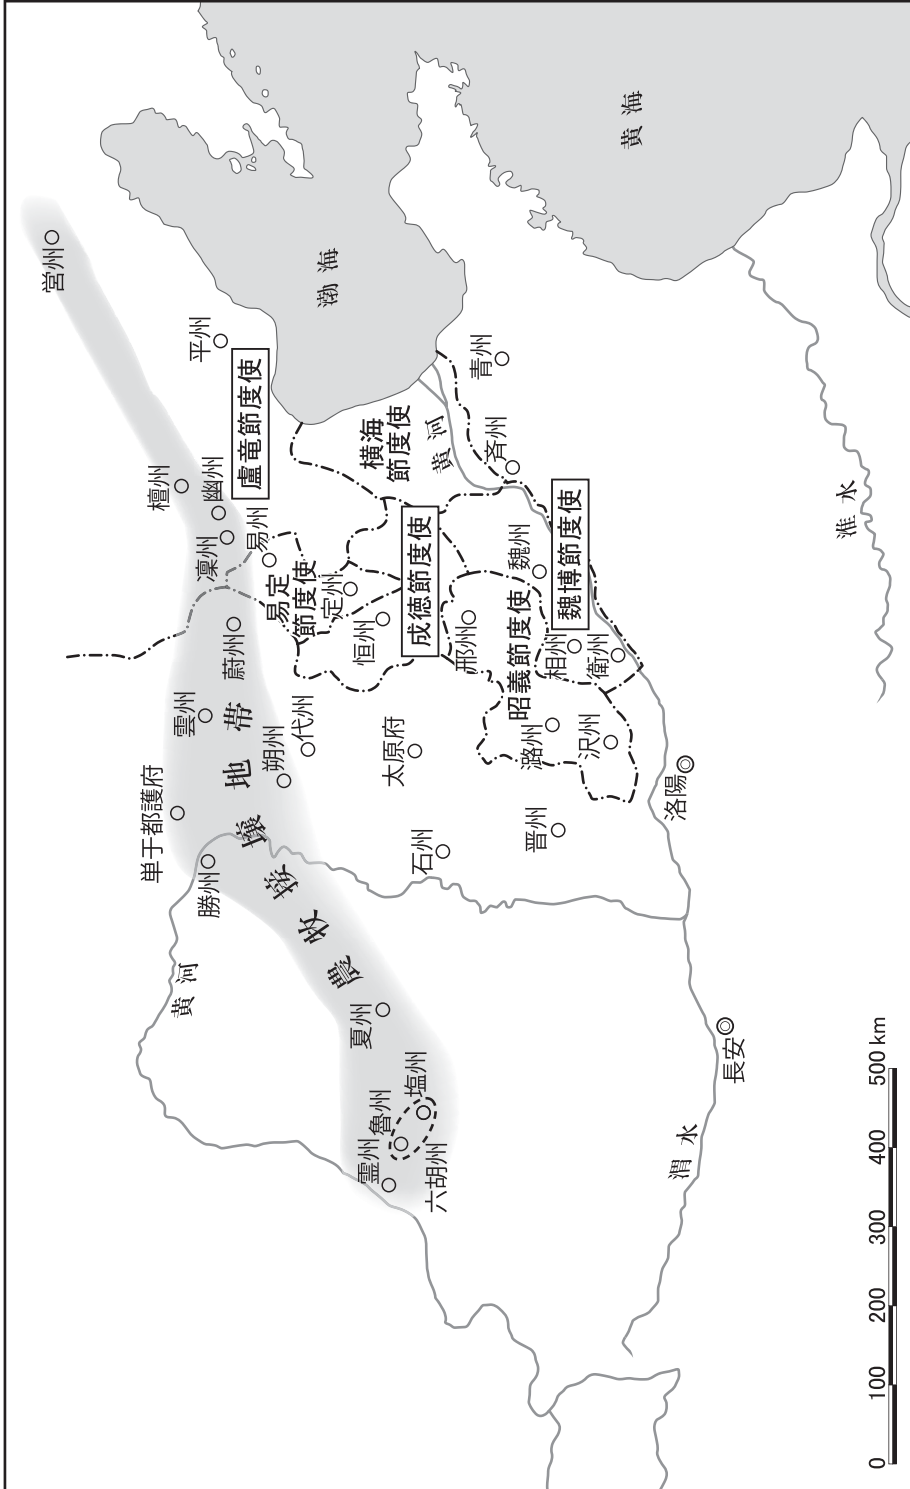 営州
平州
盧竜節度使
檀州
幽州
凜州
易州
渤海
黄海
青州
横海
節度使
黄河
斉州
易定
節度使
定州
恒州
成徳節度使
邢州
昭義節度使
魏州
魏博節度使
相州
衛州
淮水
蔚州
雲州
朔州
代州
太原府
潞州
沢州
単于都護府
勝州
石州
晋州
洛陽
農牧接壌地帯
黄河
夏州
塩州
魯州
霊州
六胡州
長安
渭水
0 100 200 300 400 500 km